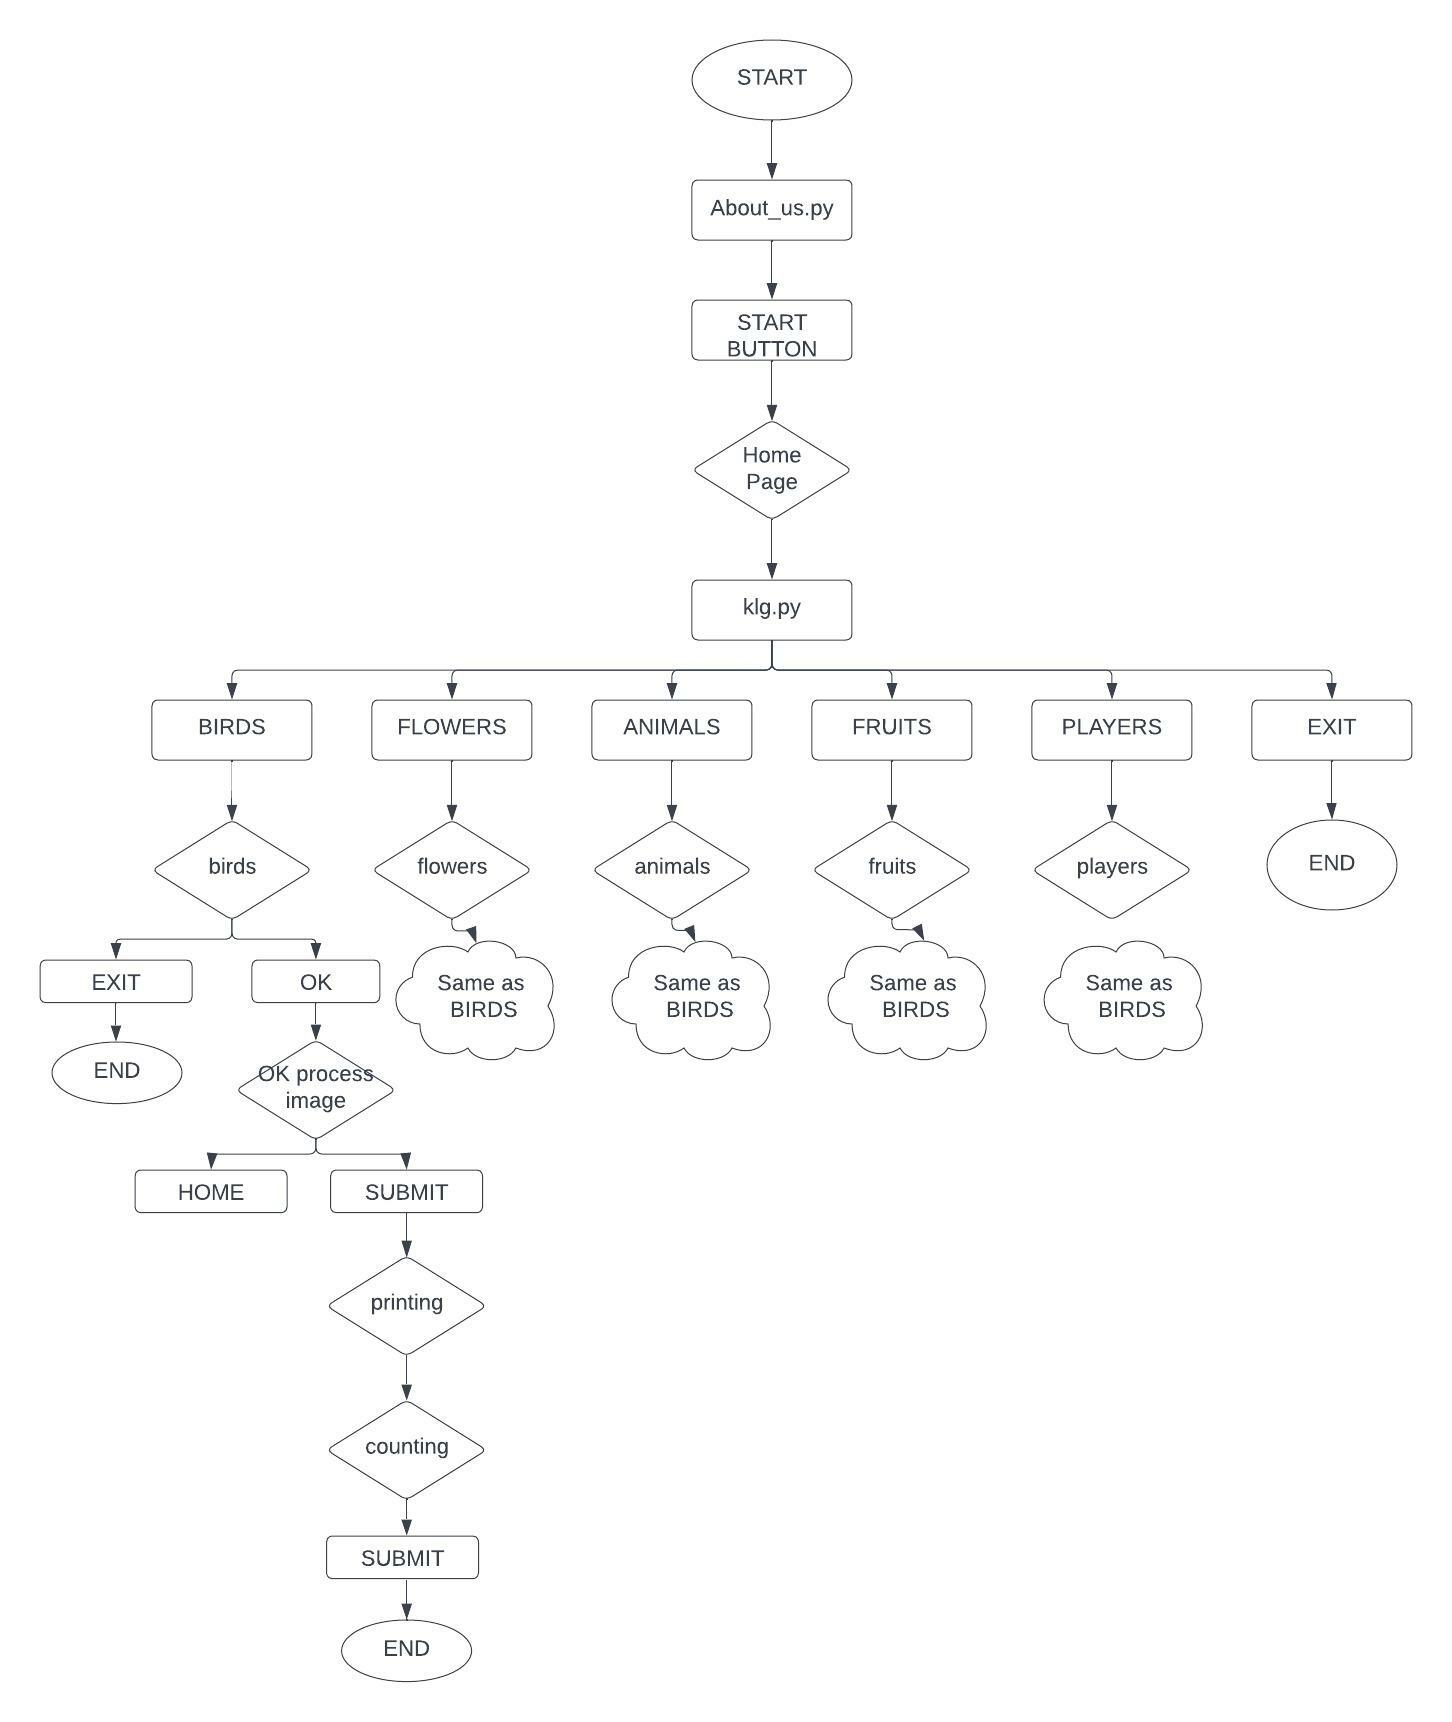 START
About_us.py
START
BUTTON
Home
Page
klg.py
BIRDS
FLOWERS
ANIMALS
FRUITS
PLAYERS
EXIT
birds
flowers
animals
fruits
players
END
EXIT
OK
Same as
BIRDS
Same as
BIRDS
Same as
BIRDS
Same as
BIRDS
END
OK process
image
HOME
SUBMIT
printing
counting
SUBMIT
END